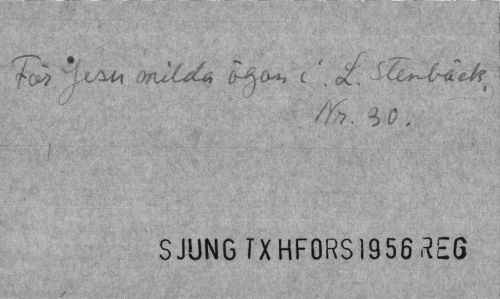 För Jesu milda ögon i. L. Stenbäck,
Nr. 30.
SJUNG TX HFORS 1956 REG